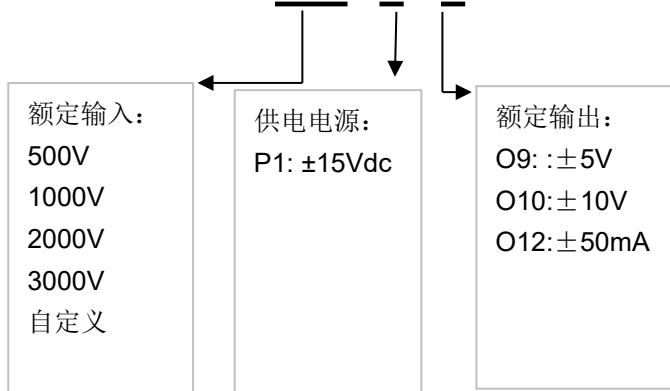 额定输入：
500V
1000V
2000V
3000V
自定义
供电电源：
P1: ±15Vdc
额定输出：
O9: :±5V
O10:±10V
O12:±50mA